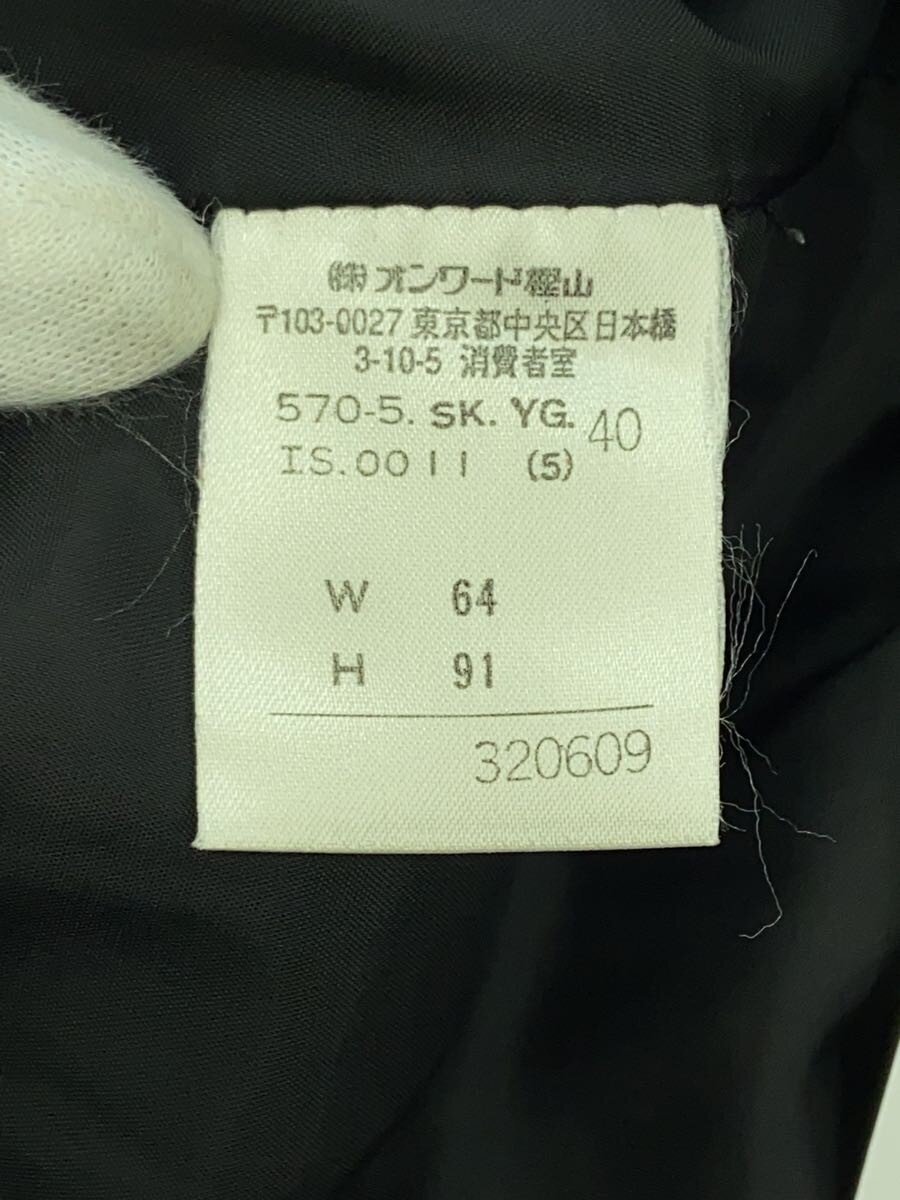 (株)オンワード樫山
〒103-0027 東京都中央区日本橋
3-10-5 消費者室
570-5. SK. YG. 40
IS. 0011 (5)
W 64
H 91
320609